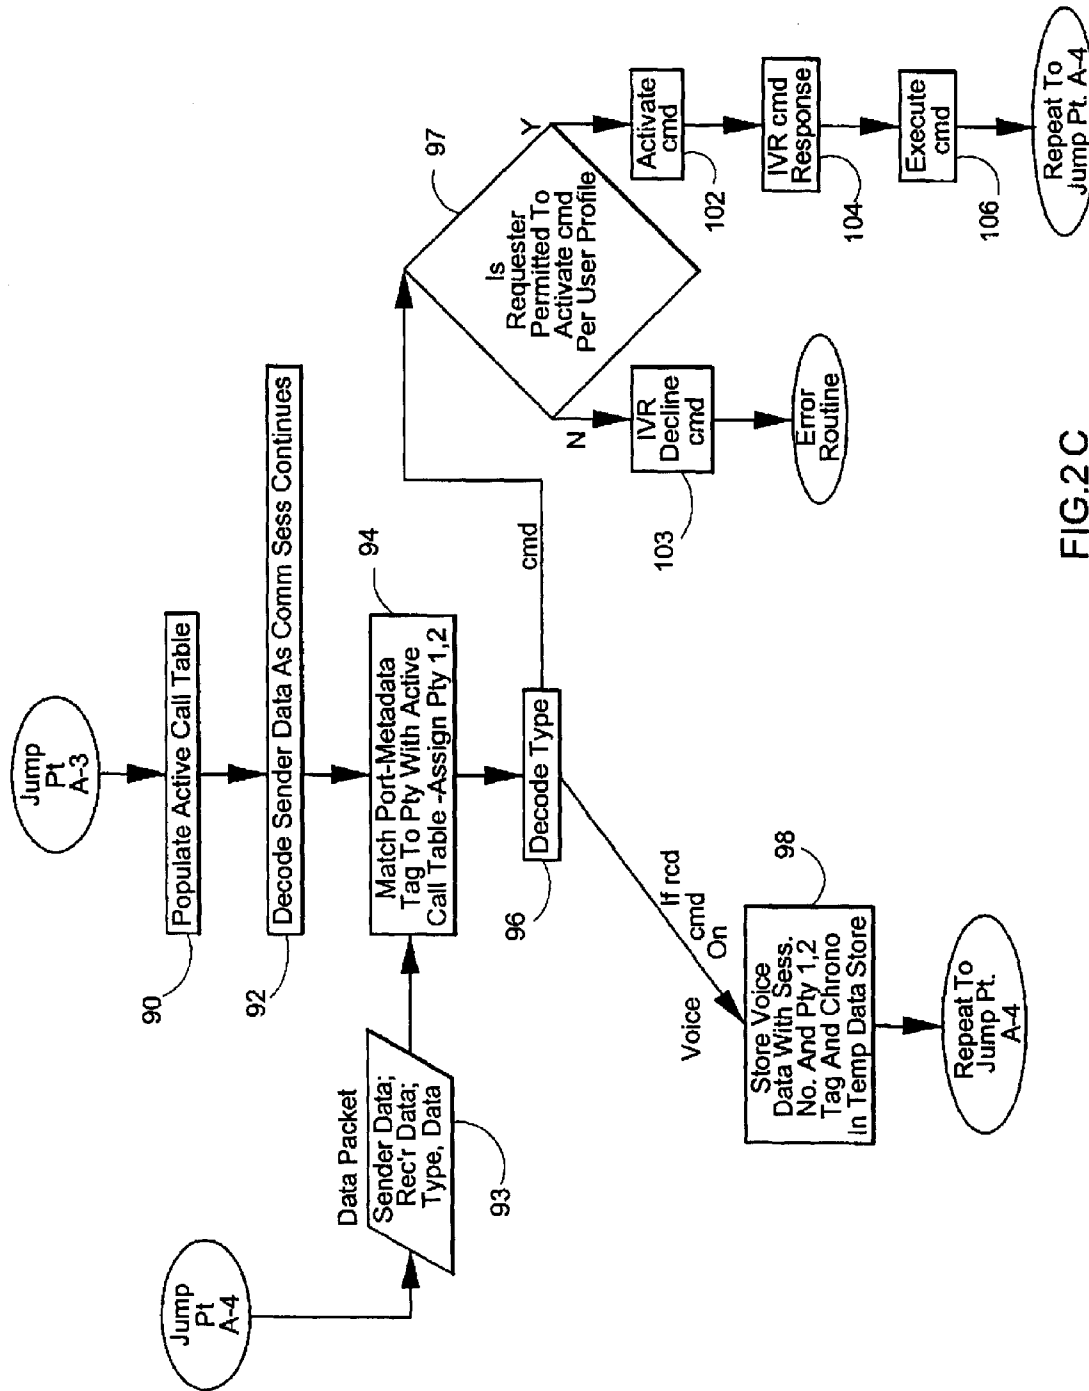 Jump
Pt
A-3
Populate Active Call Table
90
Decode Sender Data As Comm Sess Continues
92
Jump
Pt
A-4
Data Packet
Sender Data;
Rec'r Data;
Type, Data
93
Match Port-Metadata
Tag To Pty With Active
Call Table -Assign Pty 1,2
94
Decode Type
96
cmd
Voice
If rcd
cmd
On
Store Voice
Data With Sess.
No. And Pty 1,2
Tag And Chrono
In Temp Data Store
98
Repeat To
Jump Pt.
A-4
Is
Requester
Permitted To
Activate cmd
Per User Profile
97
N
IVR
Decline
cmd
103
Error
Routine
Y
Activate
cmd
102
IVR cmd
Response
104
Execute
cmd
106
Repeat To
Jump Pt. A-4
FIG.2 C